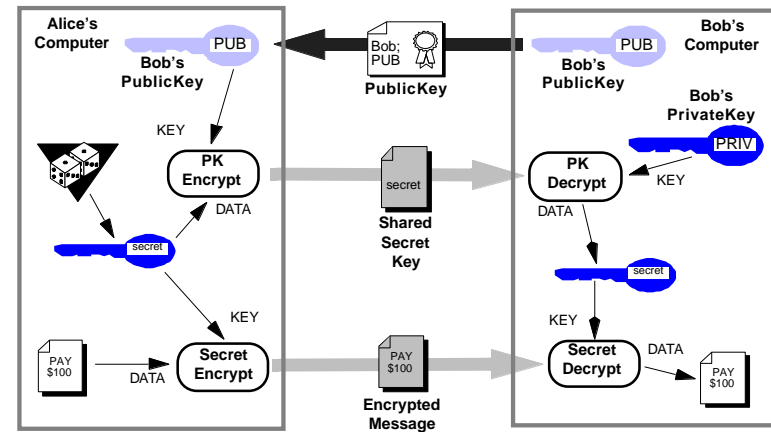 Alice's
Computer
PUB
Bob's
PublicKey
KEY
PK
Encrypt
DATA
secret
KEY
PAY
$100
DATA
Secret
Encrypt
Bob;
PUB
PublicKey
secret
Shared
Secret
Key
PAY
$100
Encrypted
Message
PUB
Bob's
Computer
Bob's
PublicKey
Bob's
PrivateKey
PRIV
KEY
PK
Decrypt
DATA
secret
KEY
Secret
Decrypt
DATA
PAY
$100